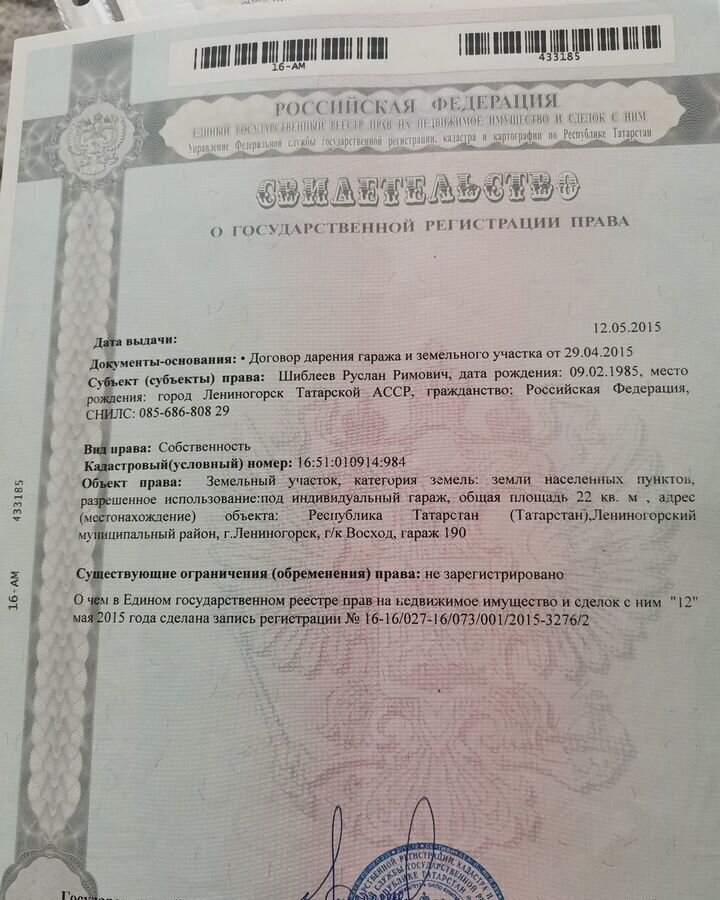 16-АМ
433185
РОССИЙСКАЯ ФЕДЕРАЦИЯ
ЕДИНЫЙ ГОСУДАРСТВЕННЫЙ РЕЕСТР ПРАВ НА НЕДВИЖИМОЕ ИМУЩЕСТВО И СДЕЛОК С НИМ
Управление Федеральной службы государственной регистрации, кадастра и картографии по Республике Татарстан
СВИДЕТЕЛЬСТВО
О ГОСУДАРСТВЕННОЙ РЕГИСТРАЦИИ ПРАВА
Дата выдачи: 12.05.2015
Документы-основания: • Договор дарения гаража и земельного участка от 29.04.2015
Субъект (субъекты) права: Шиблеев Руслан Римович, дата рождения: 09.02.1985, место
рождения: город Лениногорск Татарской АССР, гражданство: Российская Федерация,
СНИЛС: 085-686-808 29
Вид права: Собственность
Кадастровый(условный) номер: 16:51:010914:984
Объект права: Земельный участок, категория земель: земли населенных пунктов,
разрешенное использование:под индивидуальный гараж, общая площадь 22 кв. м , адрес
(местонахождение) объекта: Республика Татарстан (Татарстан),Лениногорский
муниципальный район, г.Лениногорск, г/к Восход, гараж 190
Существующие ограничения (обременения) права: не зарегистрировано
О чем в Едином государственном реестре прав на недвижимое имущество и сделок с ним "12"
мая 2015 года сделана запись регистрации № 16-16/027-16/073/001/2015-3276/2
16-АМ 433185